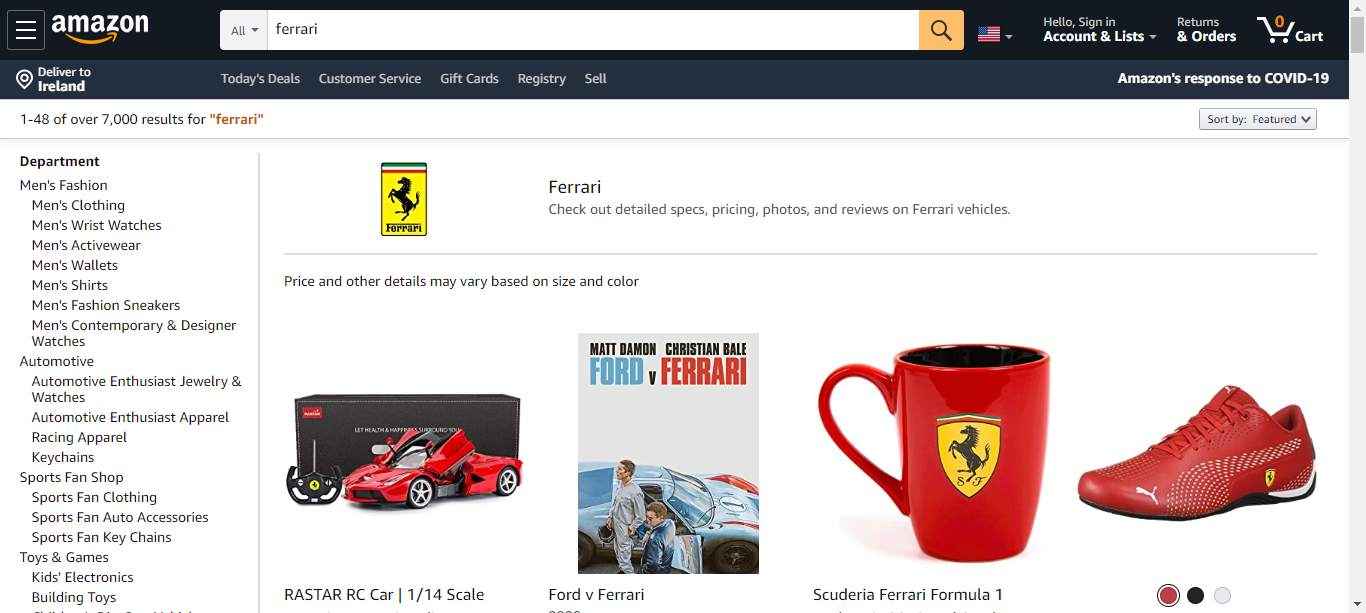 amazon
All
ferrari
Hello, Sign in
Account & Lists
Returns
& Orders
0
Cart
Deliver to
Ireland
Today's Deals
Customer Service
Gift Cards
Registry
Sell
Amazon's response to COVID-19
1-48 of over 7,000 results for "ferrari"
Sort by: Featured
Department
Men's Fashion
Men's Clothing
Men's Wrist Watches
Men's Activewear
Men's Wallets
Men's Shirts
Men's Fashion Sneakers
Men's Contemporary & Designer
Watches
Automotive
Automotive Enthusiast Jewelry &
Watches
Automotive Enthusiast Apparel
Racing Apparel
Keychains
Sports Fan Shop
Sports Fan Clothing
Sports Fan Auto Accessories
Sports Fan Key Chains
Toys & Games
Kids' Electronics
Building Toys
Ferrari
Ferrari
Check out detailed specs, pricing, photos, and reviews on Ferrari vehicles.
Price and other details may vary based on size and color
RASTAR
LET HEALTH & HAPPINESS SURROUND YOU
MATT DAMON CHRISTIAN BALE
FORD v FERRARI
S F
RASTAR RC Car | 1/14 Scale
Ford v Ferrari
Scuderia Ferrari Formula 1